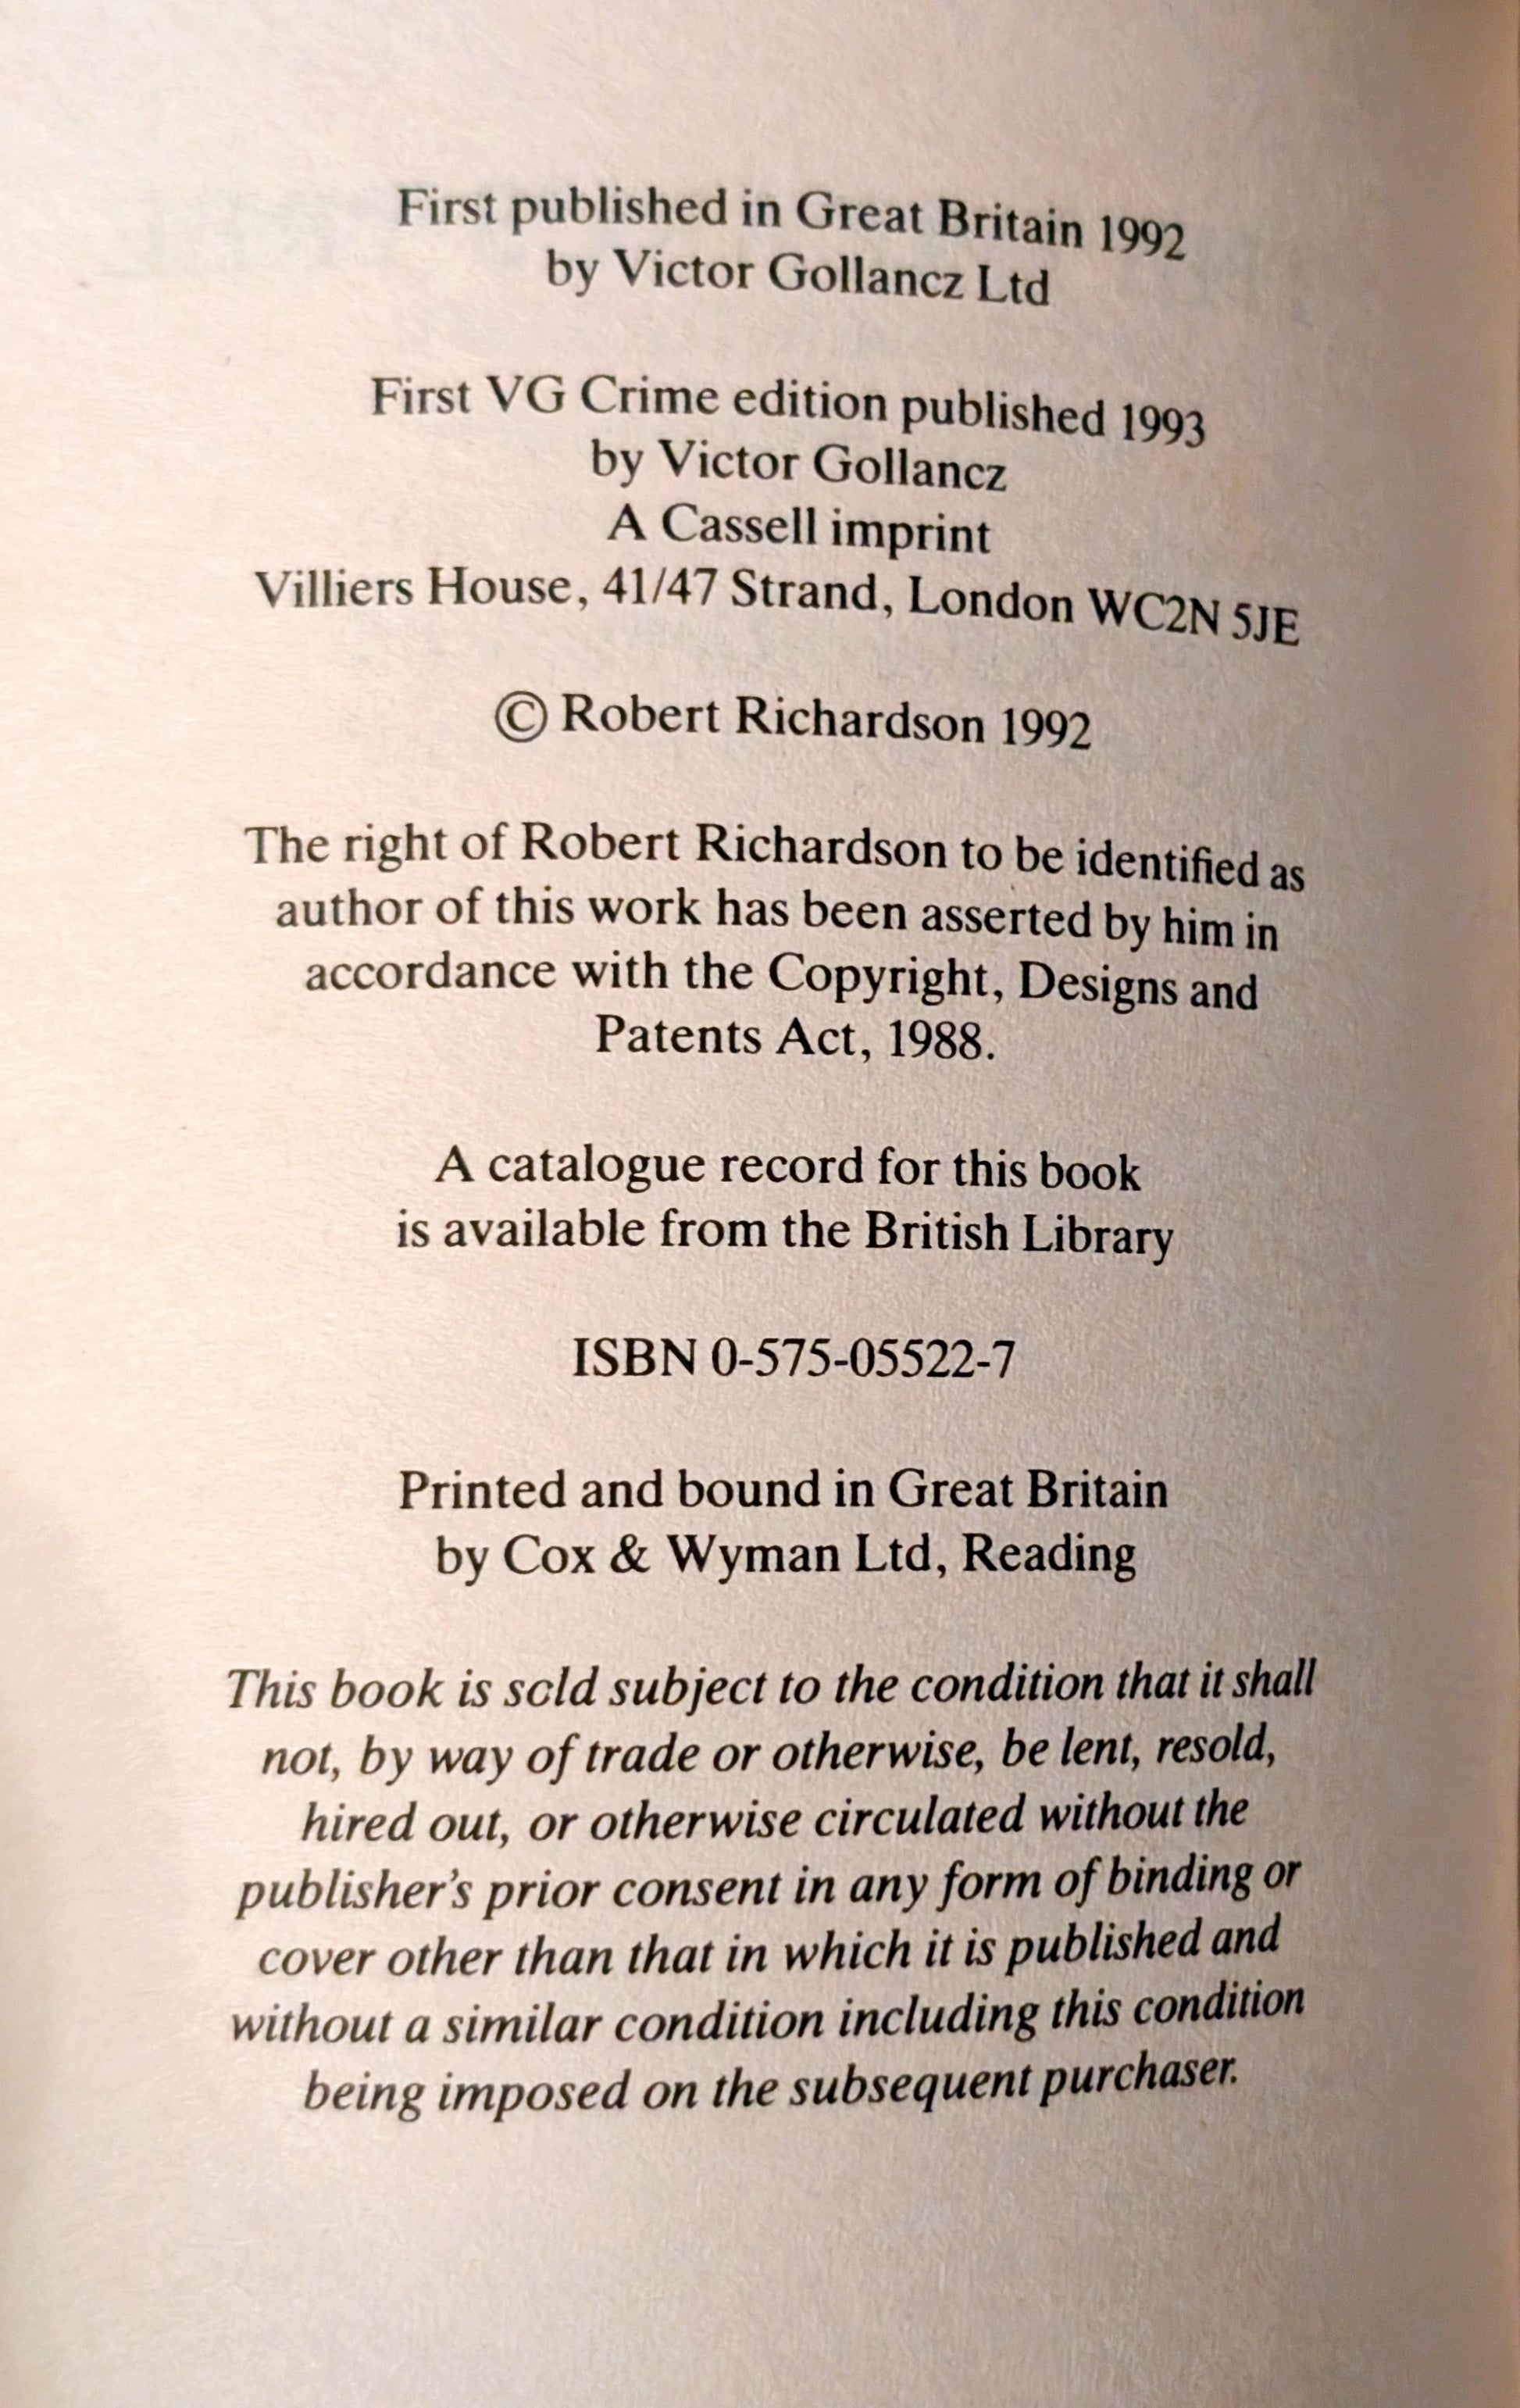 First published in Great Britain 1992
by Victor Gollancz Ltd
First VG Crime edition published 1993
by Victor Gollancz
A Cassell imprint
Villiers House, 41/47 Strand, London WC2N 5JE
© Robert Richardson 1992
The right of Robert Richardson to be identified as
author of this work has been asserted by him in
accordance with the Copyright, Designs and
Patents Act, 1988.
A catalogue record for this book
is available from the British Library
ISBN 0-575-05522-7
Printed and bound in Great Britain
by Cox & Wyman Ltd, Reading
This book is sold subject to the condition that it shall
not, by way of trade or otherwise, be lent, resold,
hired out, or otherwise circulated without the
publisher's prior consent in any form of binding or
cover other than that in which it is published and
without a similar condition including this condition
being imposed on the subsequent purchaser.